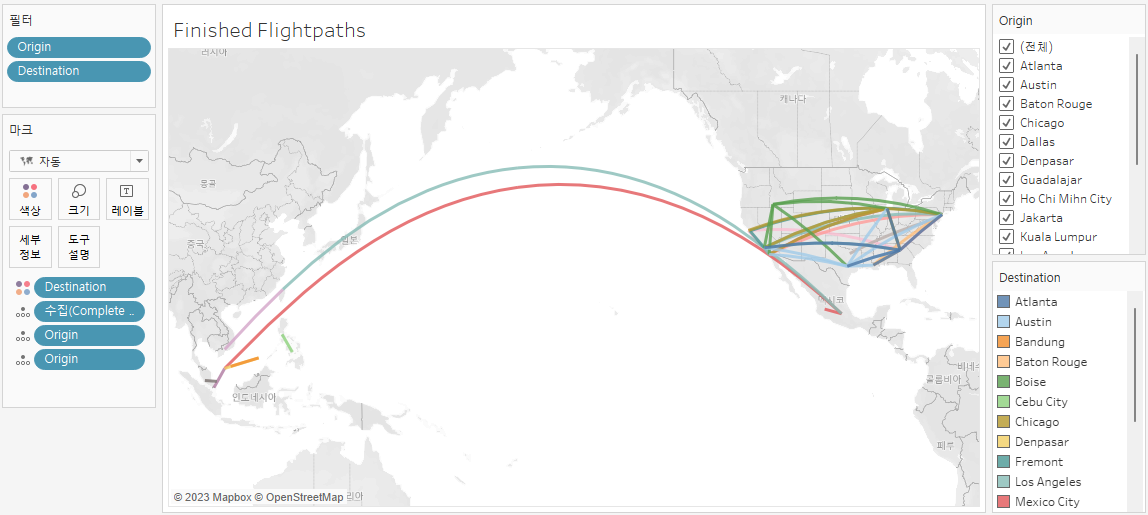 필터
Origin
Destination
마크
자동
색상
크기
레이블
세부
정보
도구
설명
Destination
수집(Complete ..
Origin
Origin
Finished Flightpaths
러시아
캐나다
몽골
중국
일본
멕시코
베네수
콜롬비아
페루
인도네시아
리아
© 2023 Mapbox © OpenStreetMap
Origin
(전체)
Atlanta
Austin
Baton Rouge
Chicago
Dallas
Denpasar
Guadalajar
Ho Chi Mihn City
Jakarta
Kuala Lumpur
Destination
Atlanta
Austin
Bandung
Baton Rouge
Boise
Cebu City
Chicago
Denpasar
Fremont
Los Angeles
Mexico City